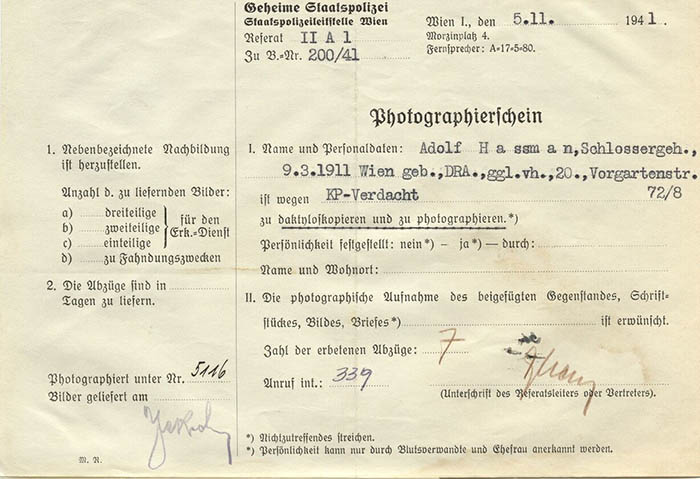 Geheime Staatspolizei
Staatspolizeileitstelle Wien
Referat II A 1
Zu B.=Nr. 200/41
Wien I., den 5.11. 1941.
Morzinplatz 4.
Fernsprecher: A=17=5=80.
1. Nebenbezeichnete Nachbildung
ist herzustellen.
Anzahl d. zu liefernden Bilder:
a) ........ dreiteilige
b) ........ zweiteilige
c) ........ einteilige
für den
Erk.=Dienst
d) ........ zu Fahndungszwecken
2. Die Abzüge sind in ............
Tagen zu liefern.
Photographiert unter Nr. 5116
Bilder geliefert am ............
M. R.
Photographierschein
I. Name und Personaldaten: Adolf H a s s m a n, Schlossergeh.,
9.3.1911 Wien geb.,DRA.,ggl.vh.,20., Vorgartenstr.
ist wegen KP-Verdacht 72/8
zu daktyloskopieren und zu photographieren.*)
Persönlichkeit festgestellt: nein*) – ja*) — durch: ............
Name und Wohnort: ............
II. Die photographische Aufnahme des beigefügten Gegenstandes, Schrift=
stückes, Bildes, Briefes*) ............ ist erwünscht.
Zahl der erbetenen Abzüge: 7
Anruf int.: 339
(Unterschrift des Referatsleiters oder Vertreters).
*) Nichtzutreffendes streichen.
*) Persönlichkeit kann nur durch Blutsverwandte und Ehefrau anerkannt werden.